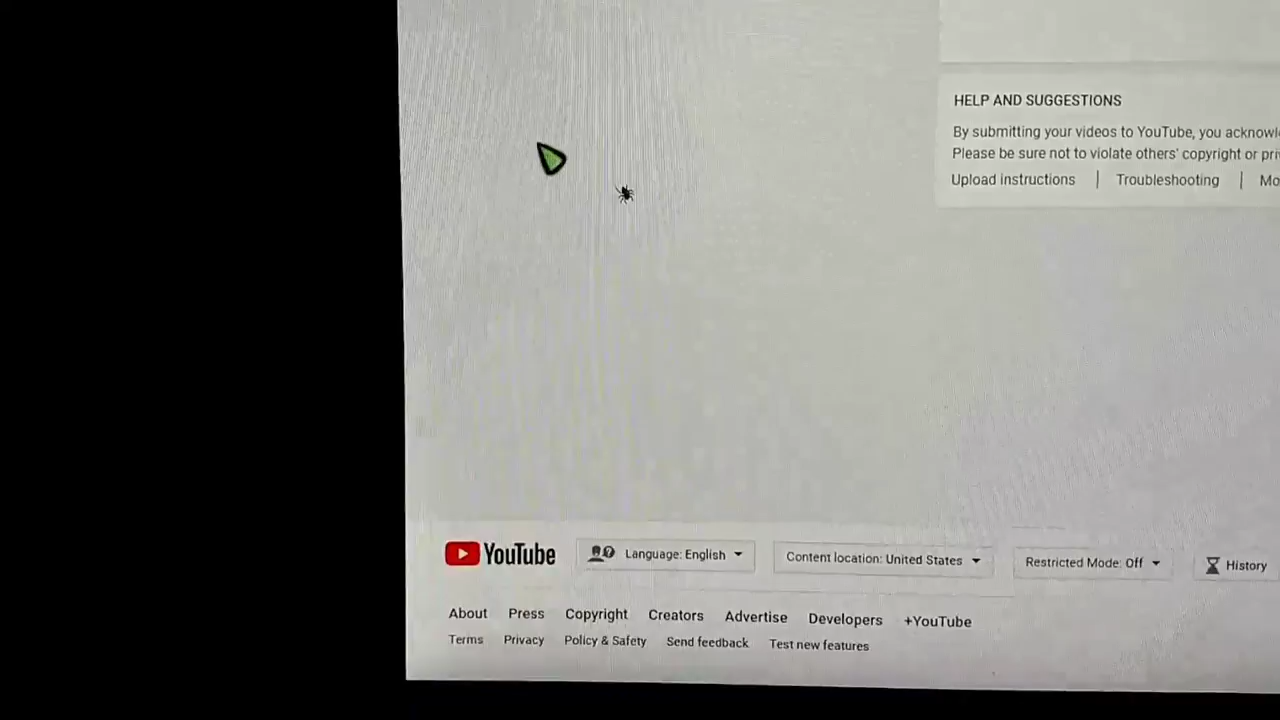 HELP AND SUGGESTIONS
By submitting your videos to YouTube, you
Please be sure not to violate others' copyright or
Upload instructions | Troubleshooting |
YouTube Language: English Content location: United States Restricted Mode: Off History
About Press Copyright Creators Advertise Developers +YouTube
Terms Privacy Policy & Safety Send feedback Test new features